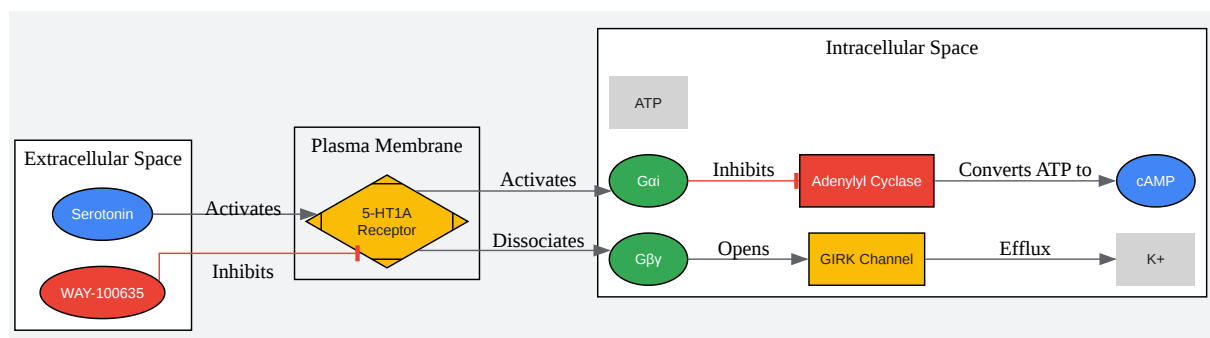 Extracellular Space
Serotonin
WAY-100635
Activates
Inhibits
Plasma Membrane
5-HT1A
Receptor
Activates
Dissociates
Intracellular Space
ATP
Gαi
Inhibits
Adenylyl Cyclase
Converts ATP to
cAMP
Gβγ
Opens
GIRK Channel
Efflux
K+